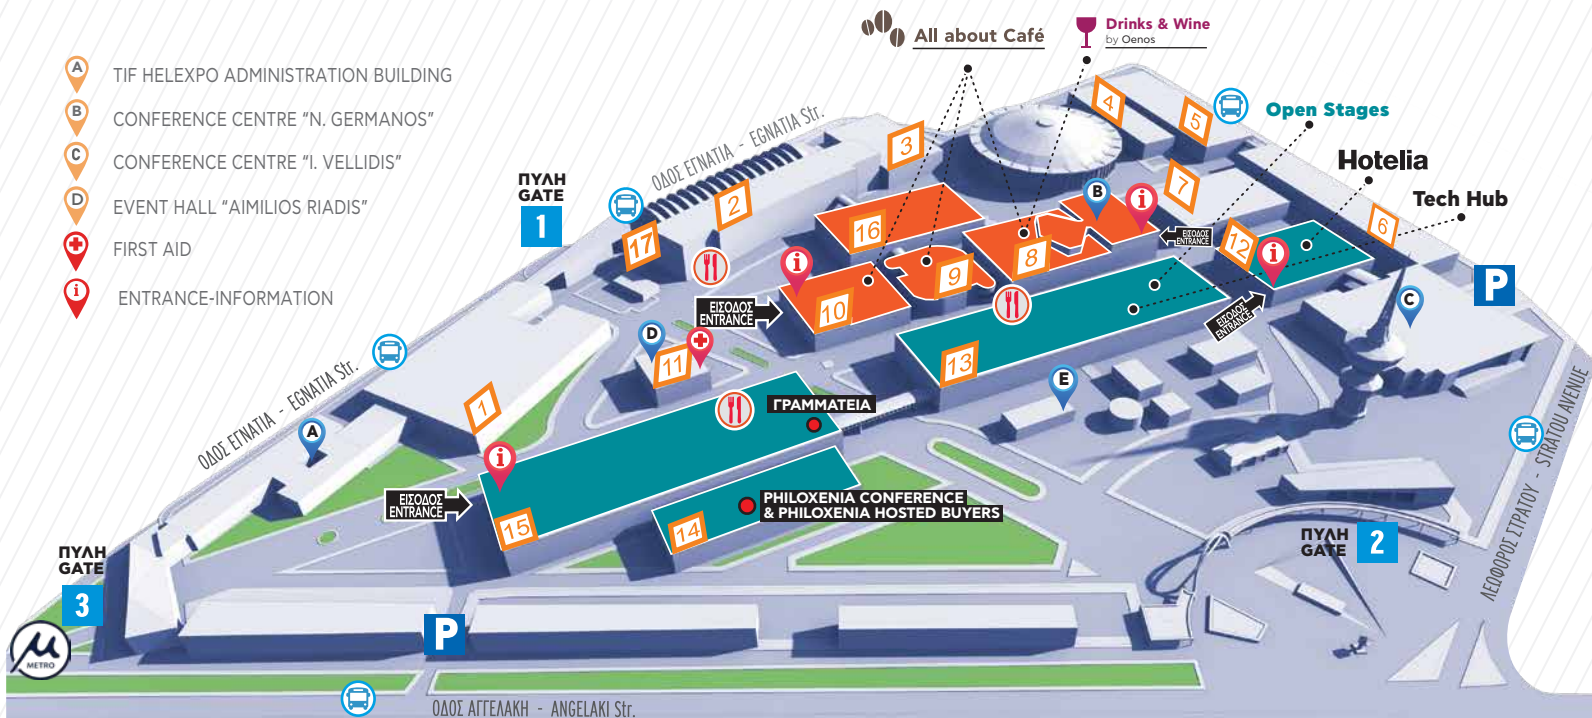 All about Café
Drinks & Wine
by Oenos
A TIF HELEXPO ADMINISTRATION BUILDING
B CONFERENCE CENTRE “N. GERMANOS”
C CONFERENCE CENTRE “I. VELLIDIS”
D EVENT HALL “AIMILIOS RIADIS”
FIRST AID
i ENTRANCE-INFORMATION
Open Stages
Hotelia
Tech Hub
ΟΔΟΣ ΕΓΝΑΤΙΑ - EGNATIA Str.
ΠΥΛΗ
GATE
1
17
2
3
4
5
7
6
16
B
i
8
ΕΙΣΟΔΟΣ
ENTRANCE
12
i
P
i
9
10
ΕΙΣΟΔΟΣ
ENTRANCE
ΕΙΣΟΔΟΣ
ENTRANCE
C
D
11
13
E
ΟΔΟΣ ΕΓΝΑΤΙΑ - EGNATIA Str.
1
A
ΓΡΑΜΜΑΤΕΙΑ
i
ΕΙΣΟΔΟΣ
ENTRANCE
15
14
PHILOXENIA CONFERENCE
& PHILOXENIA HOSTED BUYERS
ΠΥΛΗ
GATE
2
ΛΕΩΦΟΡΟΣ ΣΤΡΑΤΟΥ - STRATOU AVENUE
ΠΥΛΗ
GATE
3
P
METRO
ΟΔΟΣ ΑΓΓΕΛΑΚΗ - ANGELAKI Str.